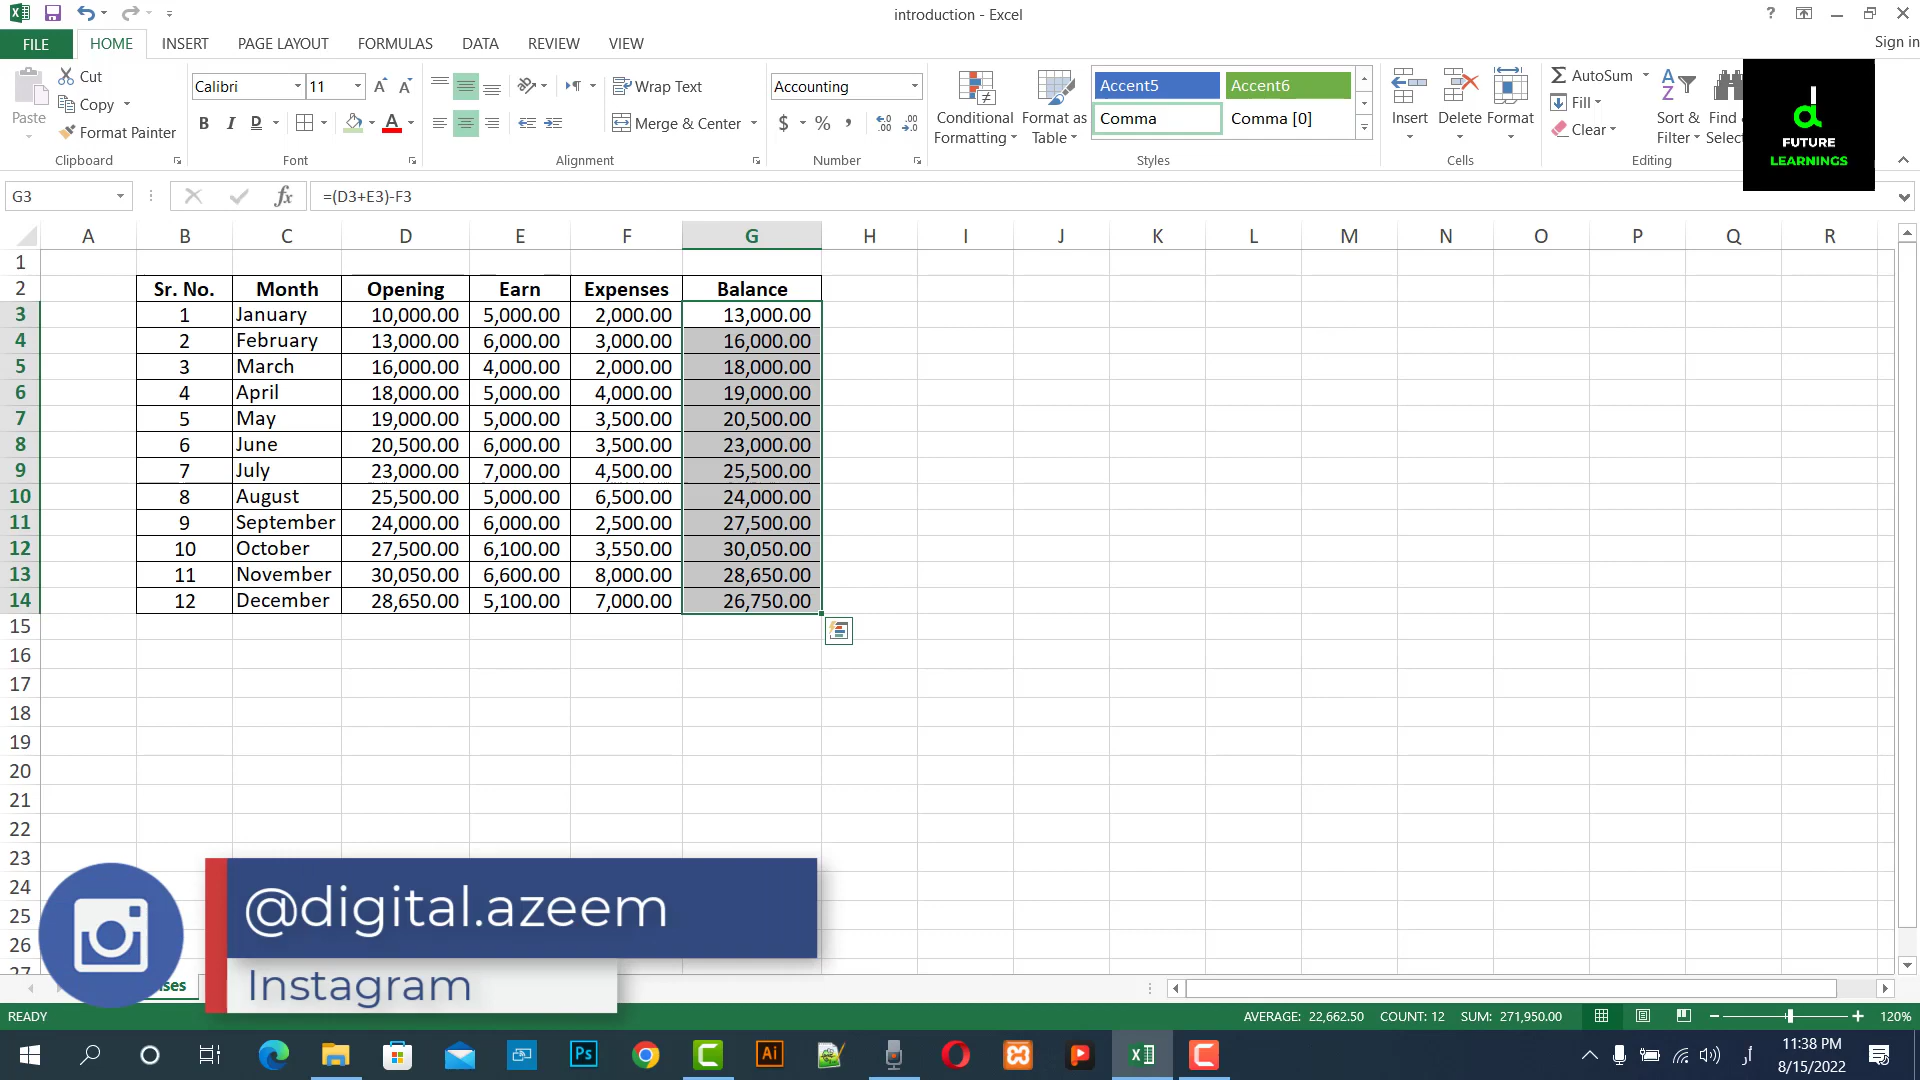 introduction - Excel
Sign in
FILE HOME INSERT PAGE LAYOUT FORMULAS DATA REVIEW VIEW
Paste Cut Copy Format Painter
Clipboard
Calibri 11
B I D A
Font
Wrap Text
Merge & Center
Alignment
Accounting
$ % ,
Number
Conditional Formatting
Format as Table
Accent5 Accent6
Comma Comma [0]
Styles
Insert Delete Format
Cells
AutoSum
Fill
Clear
Sort & Filter
Find &
Selec
Editing
FUTURE
LEARNINGS
G3 fx =(D3+E3)-F3
A B C D E F G H I J K L M N O P Q R
1
2 Sr. No. Month Opening Earn Expenses Balance
3 1 January 10,000.00 5,000.00 2,000.00 13,000.00
4 2 February 13,000.00 6,000.00 3,000.00 16,000.00
5 3 March 16,000.00 4,000.00 2,000.00 18,000.00
6 4 April 18,000.00 5,000.00 4,000.00 19,000.00
7 5 May 19,000.00 5,000.00 3,500.00 20,500.00
8 6 June 20,500.00 6,000.00 3,500.00 23,000.00
9 7 July 23,000.00 7,000.00 4,500.00 25,500.00
10 8 August 25,500.00 5,000.00 6,500.00 24,000.00
11 9 September 24,000.00 6,000.00 2,500.00 27,500.00
12 10 October 27,500.00 6,100.00 3,550.00 30,050.00
13 11 November 30,050.00 6,600.00 8,000.00 28,650.00
14 12 December 28,650.00 5,100.00 7,000.00 26,750.00
15
16
17
18
19
20
21
22
23
24
25
26
27
@digital.azeem
Instagram
ses
READY AVERAGE: 22,662.50 COUNT: 12 SUM: 271,950.00 120%
Ps Ai
11:38 PM
8/15/2022